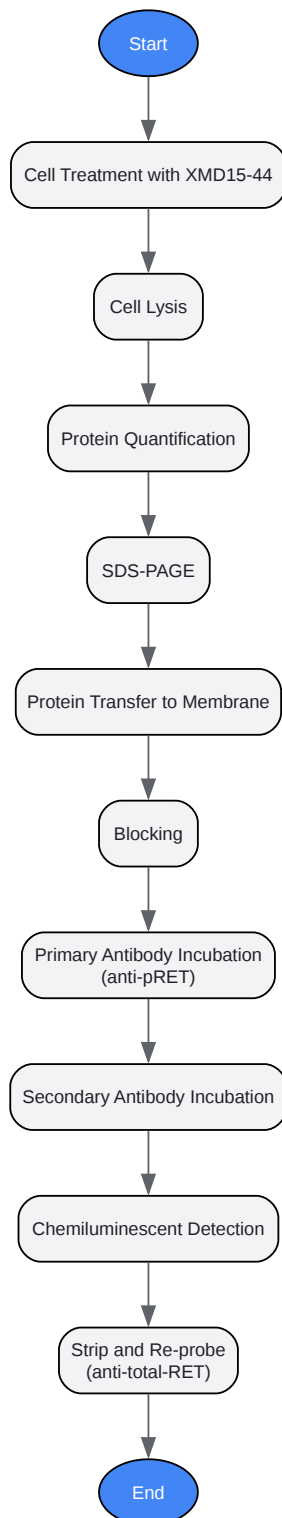 Start
Cell Treatment with XMD15-44
Cell Lysis
Protein Quantification
SDS-PAGE
Protein Transfer to Membrane
Blocking
Primary Antibody Incubation
(anti-pRET)
Secondary Antibody Incubation
Chemiluminescent Detection
Strip and Re-probe
(anti-total-RET)
End